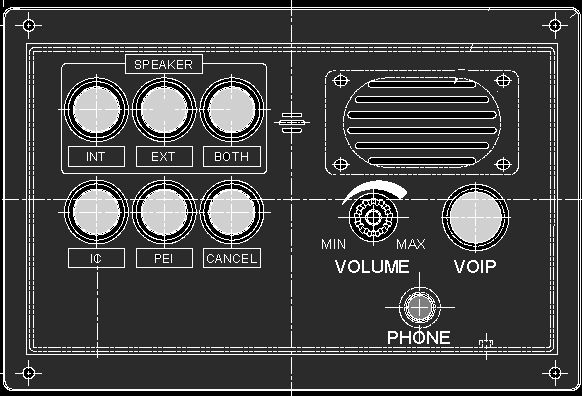 SPEAKER
INT EXT BOTH
IC PEI CANCEL
MIN MAX
VOLUME VOIP
PHONE